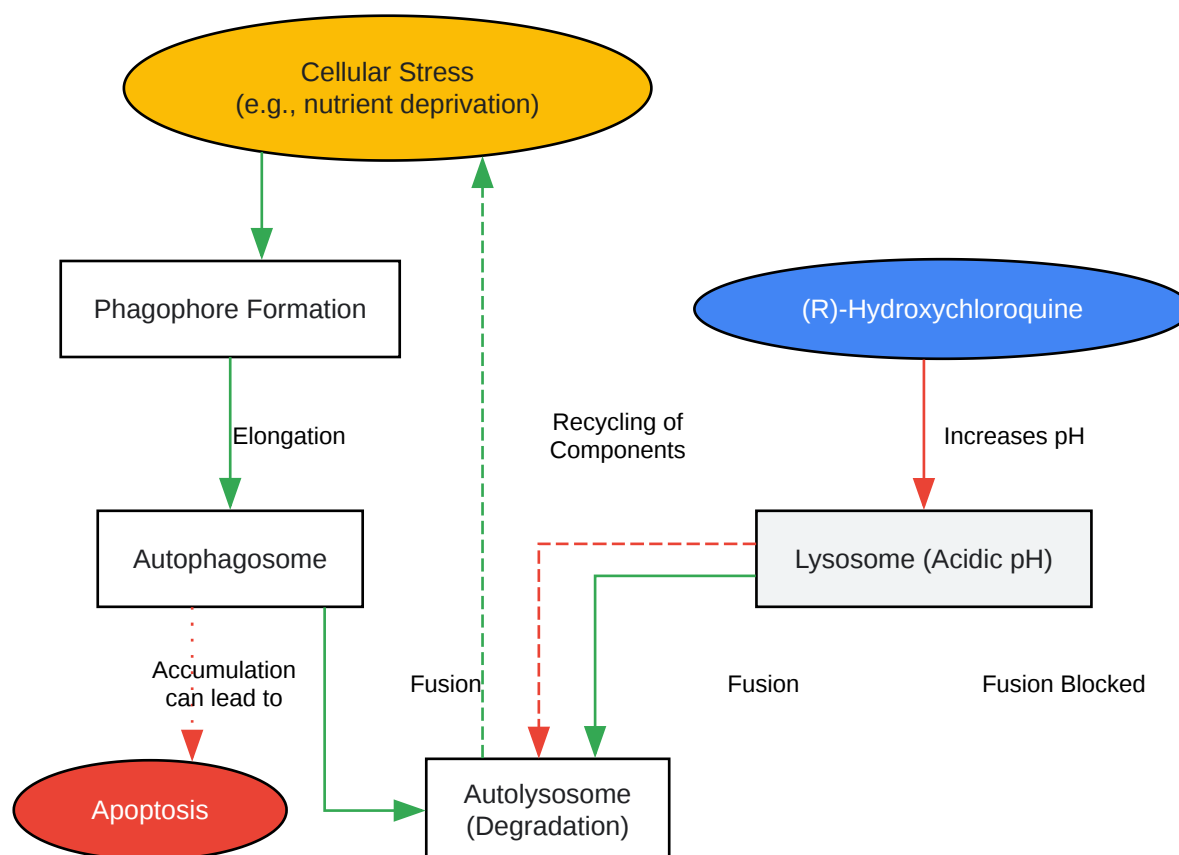 Cellular Stress
(e.g., nutrient deprivation)
Phagophore Formation
(R)-Hydroxychloroquine
Elongation
Recycling of
Components
Increases pH
Autophagosome
Lysosome (Acidic pH)
Accumulation
can lead to
Fusion
Fusion
Fusion Blocked
Apoptosis
Autolysosome
(Degradation)